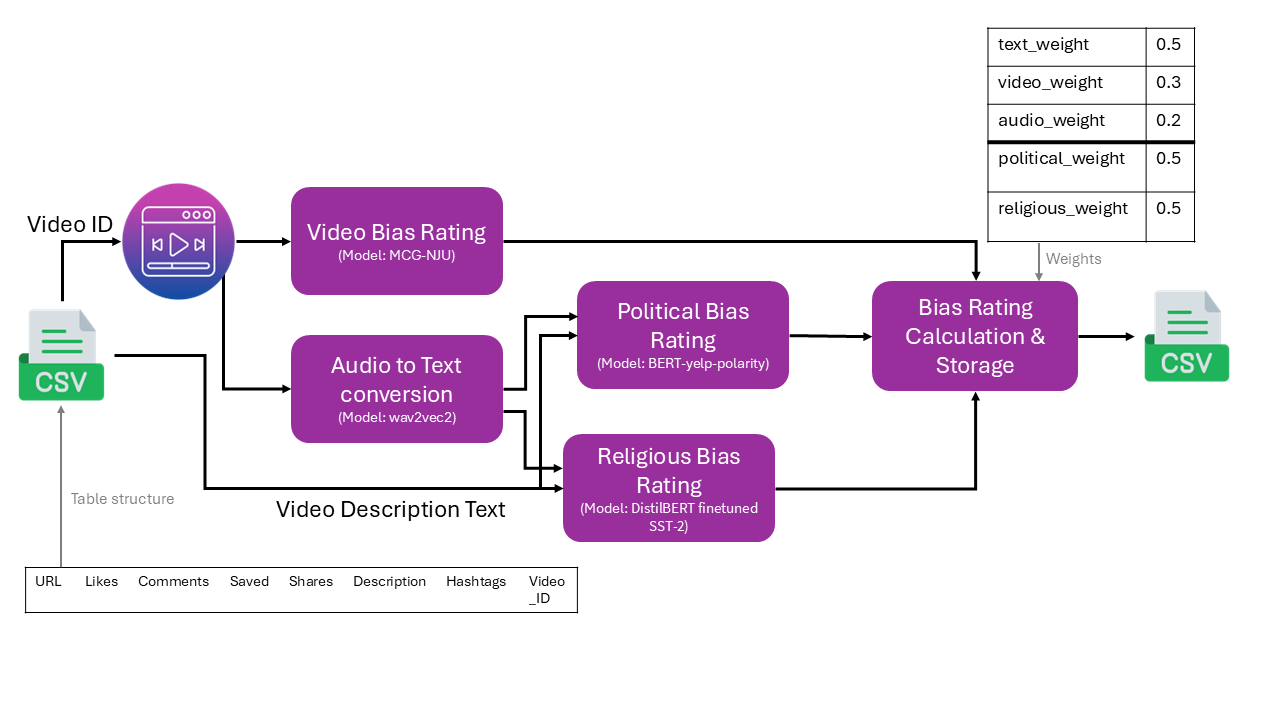 text_weight 0.5
video_weight 0.3
audio_weight 0.2
political_weight 0.5
religious_weight 0.5
Weights
Video ID
Video Bias Rating
(Model: MCG-NJU)
CSV
Audio to Text
conversion
(Model: wav2vec2)
Political Bias
Rating
(Model: BERT-yelp-polarity)
Religious Bias
Rating
(Model: DistilBERT finetuned
SST-2)
Bias Rating
Calculation &
Storage
CSV
Video Description Text
Table structure
URL Likes Comments Saved Shares Description Hashtags Video
_ID